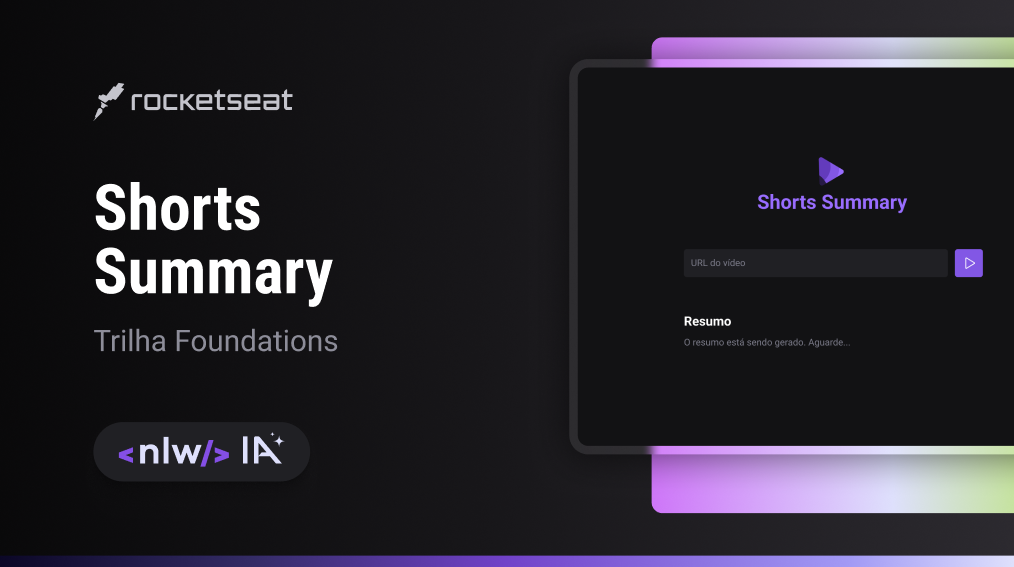 rocketseat
Shorts
Summary
Trilha Foundations
<nlw/> IA
Shorts Summary
URL do vídeo
Resumo
O resumo está sendo gerado. Aguarde...